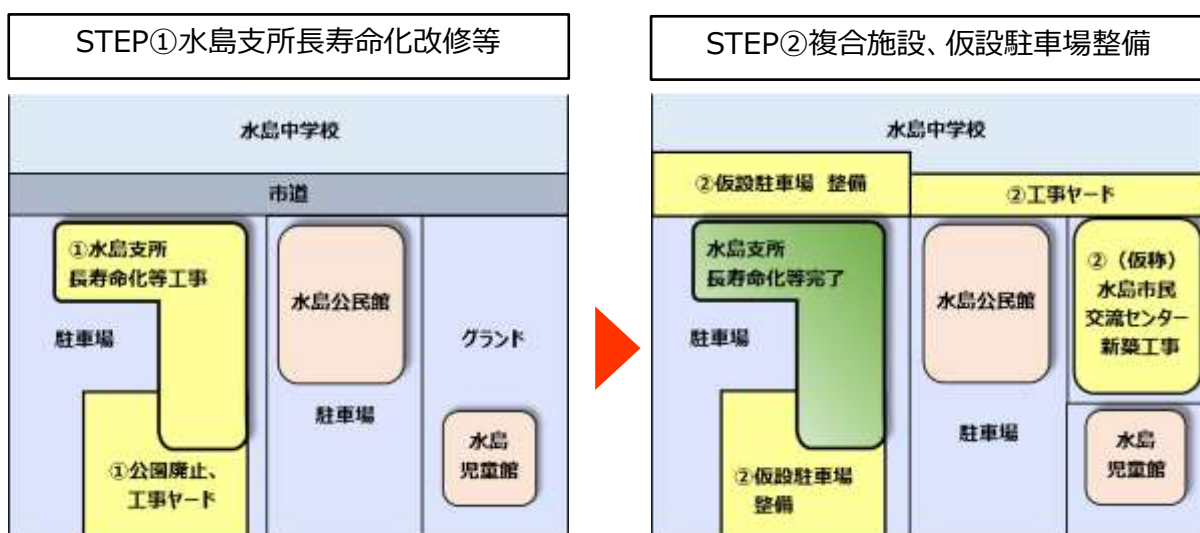 STEP①水島支所長寿命化改修等
水島中学校
市道
①水島支所
長寿命化等工事
水島公民館
駐車場
グランド
駐車場
水島
児童館
①公園廃止、
工事ヤード
STEP②複合施設、仮設駐車場整備
水島中学校
②仮設駐車場 整備
②工事ヤード
水島支所
長寿命化等完了
水島公民館
②（仮称）
水島市民
交流センター
新築工事
駐車場
駐車場
水島
児童館
②仮設駐車場
整備